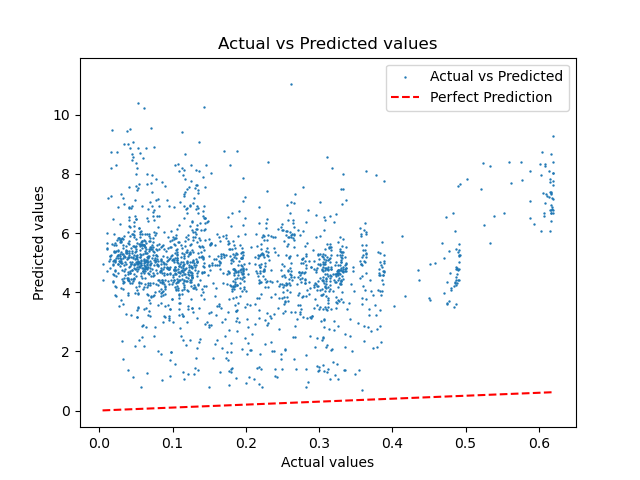 Actual vs Predicted values
Actual vs Predicted
Perfect Prediction
Predicted values
10
8
6
4
2
0
0.0 0.1 0.2 0.3 0.4 0.5 0.6
Actual values